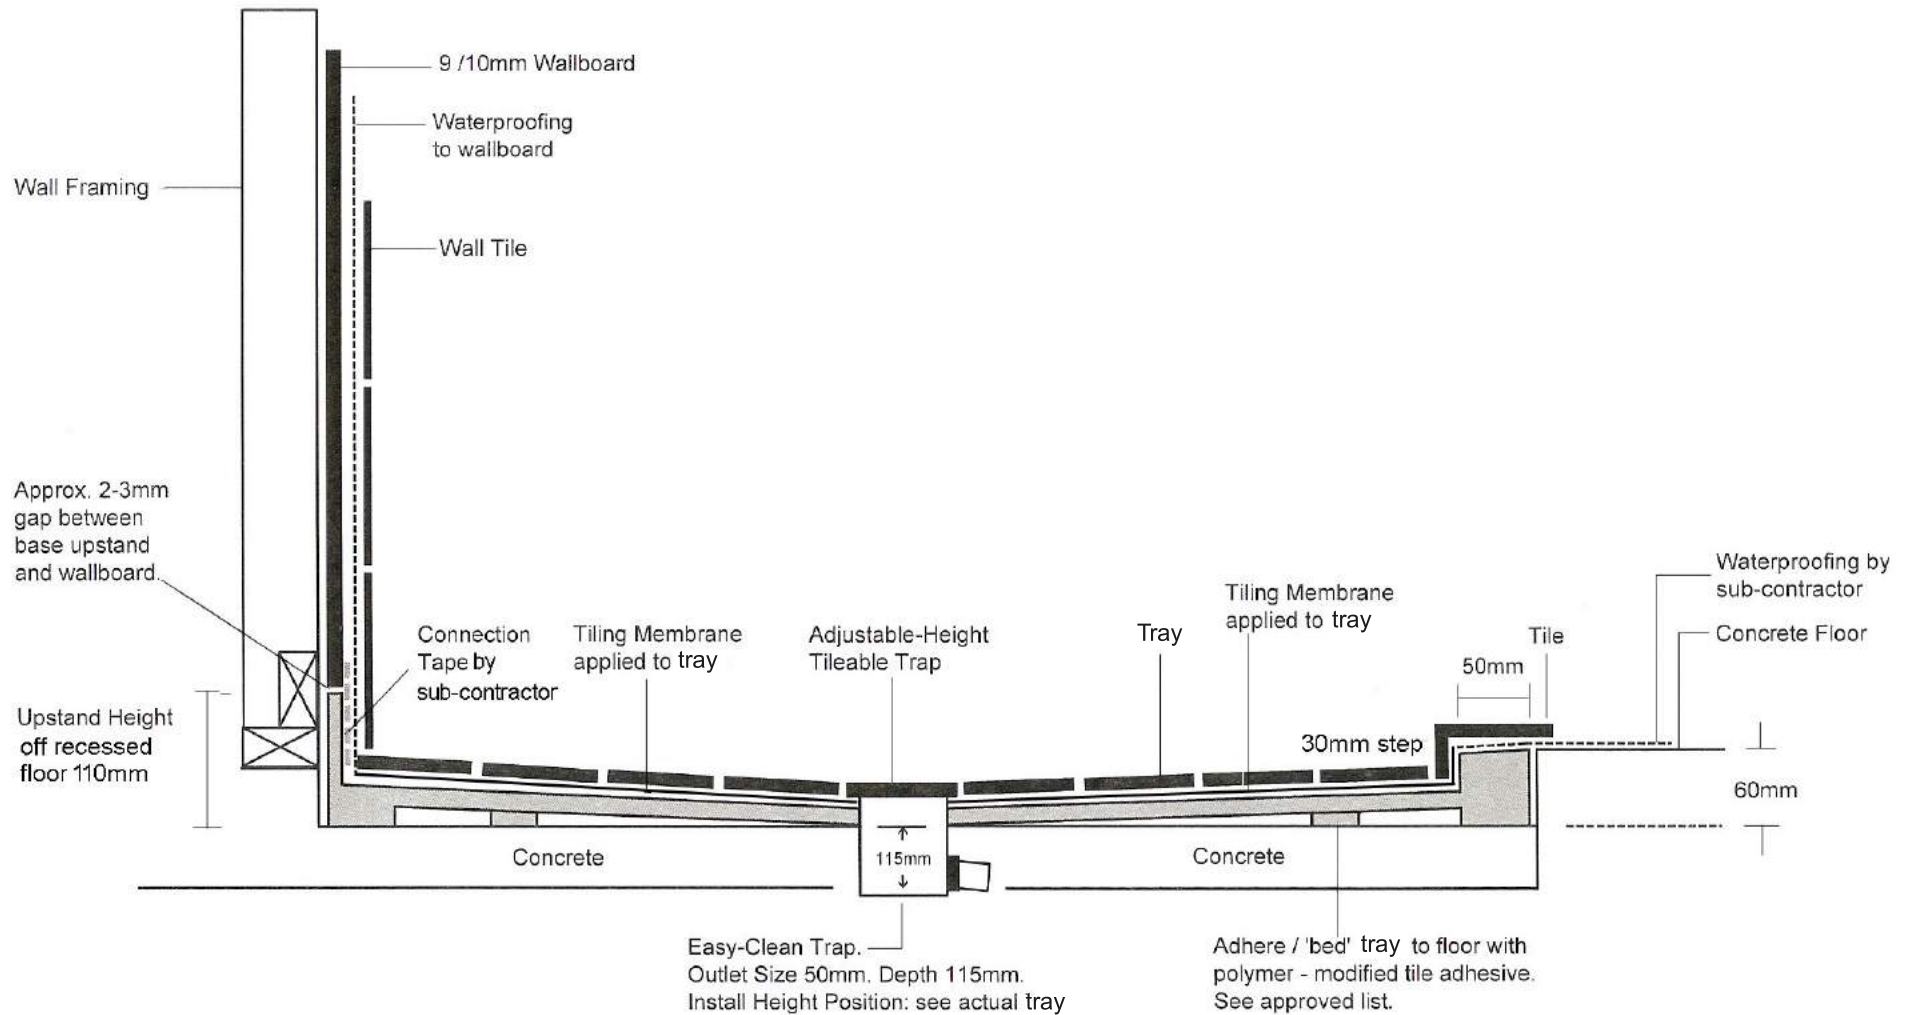 9 /10mm Wallboard
Waterproofing
to wallboard
Wall Framing
Wall Tile
Approx. 2-3mm
gap between
base upstand
and wallboard.
Upstand Height
off recessed
floor 110mm
Connection
Tape by
sub-contractor
Tiling Membrane
applied to tray
Adjustable-Height
Tileable Trap
Tray
Tiling Membrane
applied to tray
30mm step
50mm
Tile
Waterproofing by
sub-contractor
Concrete Floor
60mm
Concrete
115mm
Concrete
Easy-Clean Trap.
Outlet Size 50mm. Depth 115mm.
Install Height Position: see actual tray
Adhere / 'bed' tray to floor with
polymer - modified tile adhesive.
See approved list.